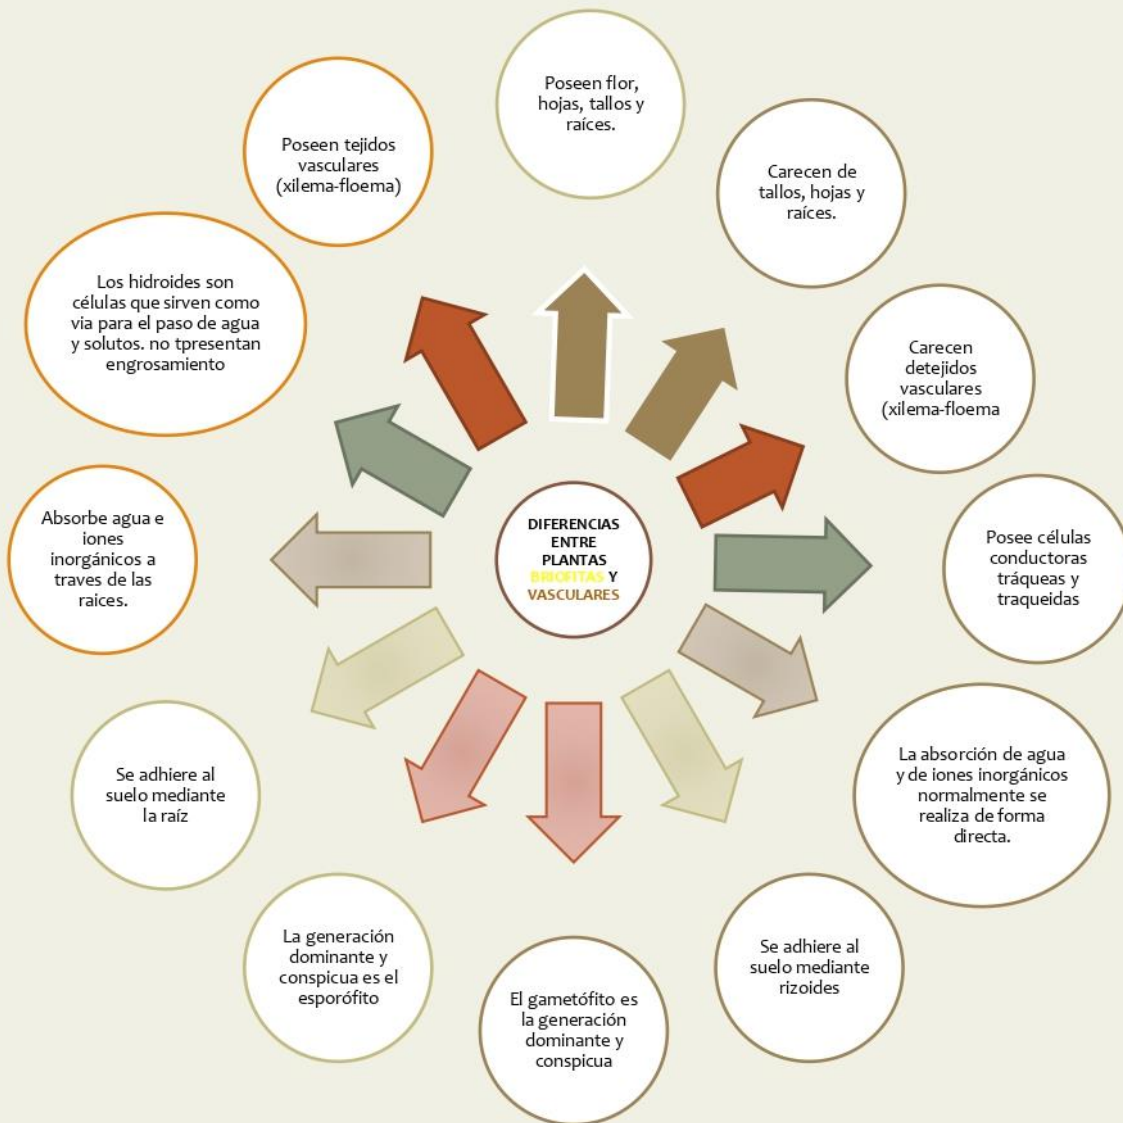 Poseen flor,
hojas, tallos y
raíces.
Carecen de
tallos, hojas y
raíces.
Carecen
detejidos
vasculares
(xilema-floema
Posee células
conductoras
tráqueas y
traqueidas
La absorción de agua
y de iones inorgánicos
normalmente se
realiza de forma
directa.
Se adhiere al
suelo mediante
rizoides
El gametófito es
la generación
dominante y
conspicua
La generación
dominante y
conspicua es el
esporófito
Se adhiere al
suelo mediante
la raíz
Absorbe agua e
iones
inorgánicos a
traves de las
raices.
Los hidroides son
células que sirven como
via para el paso de agua
y solutos. no tpresentan
engrosamiento
Poseen tejidos
vasculares
(xilema-floema)
DIFERENCIAS
ENTRE
PLANTAS
BRIOFITAS Y
VASCULARES